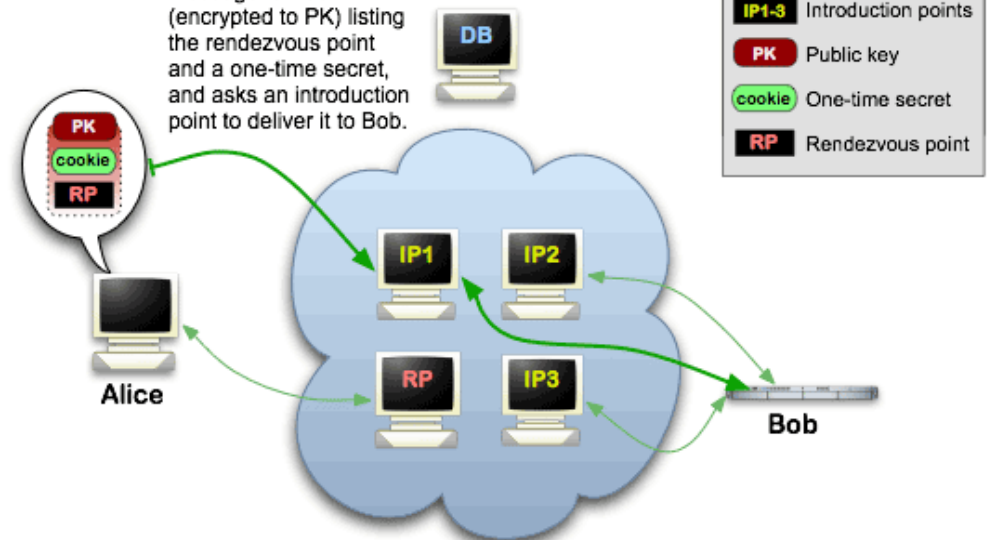 (encrypted to PK) listing
the rendezvous point
and a one-time secret,
and asks an introduction
point to deliver it to Bob.
DB
IP1-3 Introduction points
PK Public key
cookie One-time secret
RP Rendezvous point
PK
cookie
RP
IP1
IP2
RP
IP3
Alice
Bob